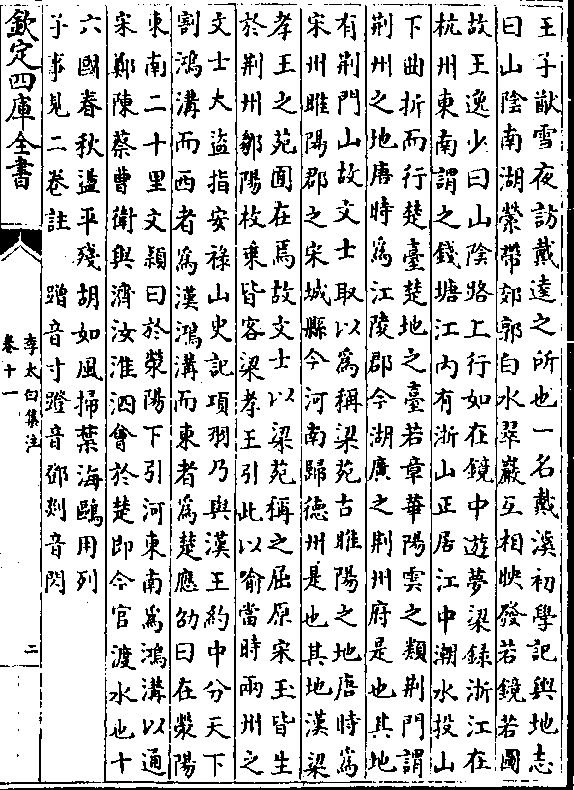 王子猷雪夜訪戴逵之所也一名戴溪初學記輿地志
曰山陰南湖縈帶郊郭白水翠巖互相映發若鏡若圖
故王逸少曰山陰路上行如在鏡中遊夢梁錄浙江在
杭州東南謂之錢塘江内有浙山正居江中潮水投山
下曲折而行楚臺楚地之臺若章華陽雲之類荆門謂
荆州之地唐時爲江陵郡今湖廣之荆州府是也其地
有荆門山故文士取以爲稱梁苑古睢陽之地唐時爲
宋州睢陽郡之宋城縣今河南歸德州是也其地漢梁
孝王之苑囿在焉故文士以梁苑稱之屈原宋玉皆生
於荆州鄒陽枚乘皆客梁孝王引此以喻當時兩州之
文士大盜指安禄山史記項羽乃與漢王約中分天下
割鴻溝而西者爲漢鴻溝而東者爲楚應劭曰在滎陽
東南二十里文穎曰於滎陽下引河東南爲鴻溝以通
宋鄭陳蔡曹衛與濟汝淮泗會於楚即今官渡水也十
六國春秋盪平殘胡如風掃葉海鷗用列
子事見二卷註 蹭音寸蹬音鄧剡音閃
欽定四庫全書
李太白集注
卷十一
二